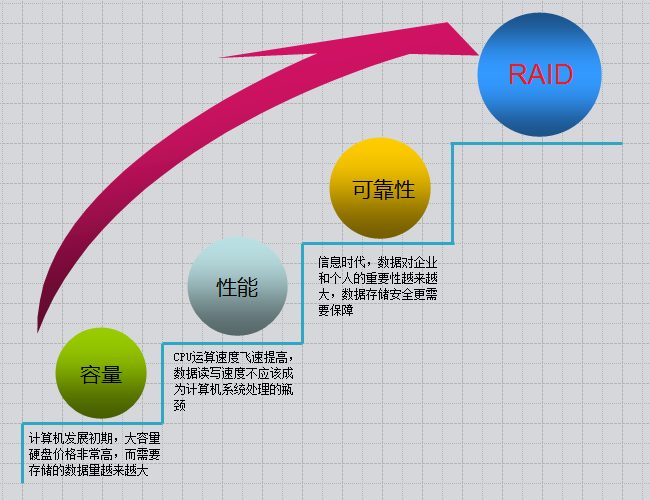 RAID
可靠性
信息时代，数据对企业
和个人的重要性越来越
大，数据存储安全更需
要保障
性能
CPU运算速度飞速提高，
数据读写速度不应该成
为计算机系统处理的瓶
颈
容量
计算机发展初期，大容量
硬盘价格非常高，而需要
存储的数据量越来越大